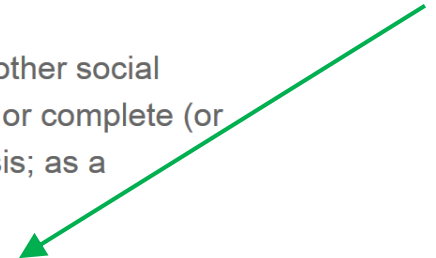 other social
or complete (or
sis; as a